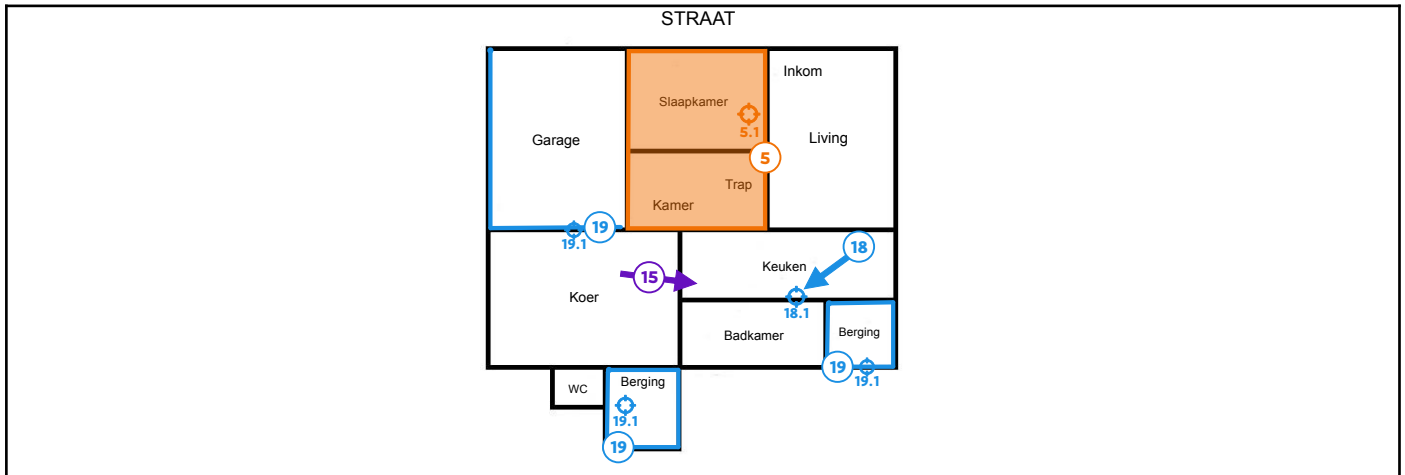 STRAAT
Inkom
Slaapkamer
5.1
Garage
Living
5
Trap
Kamer
19
19.1
18
15
Keuken
Koer
18.1
Badkamer
Berging
19
19.1
WC
Berging
19.1
19